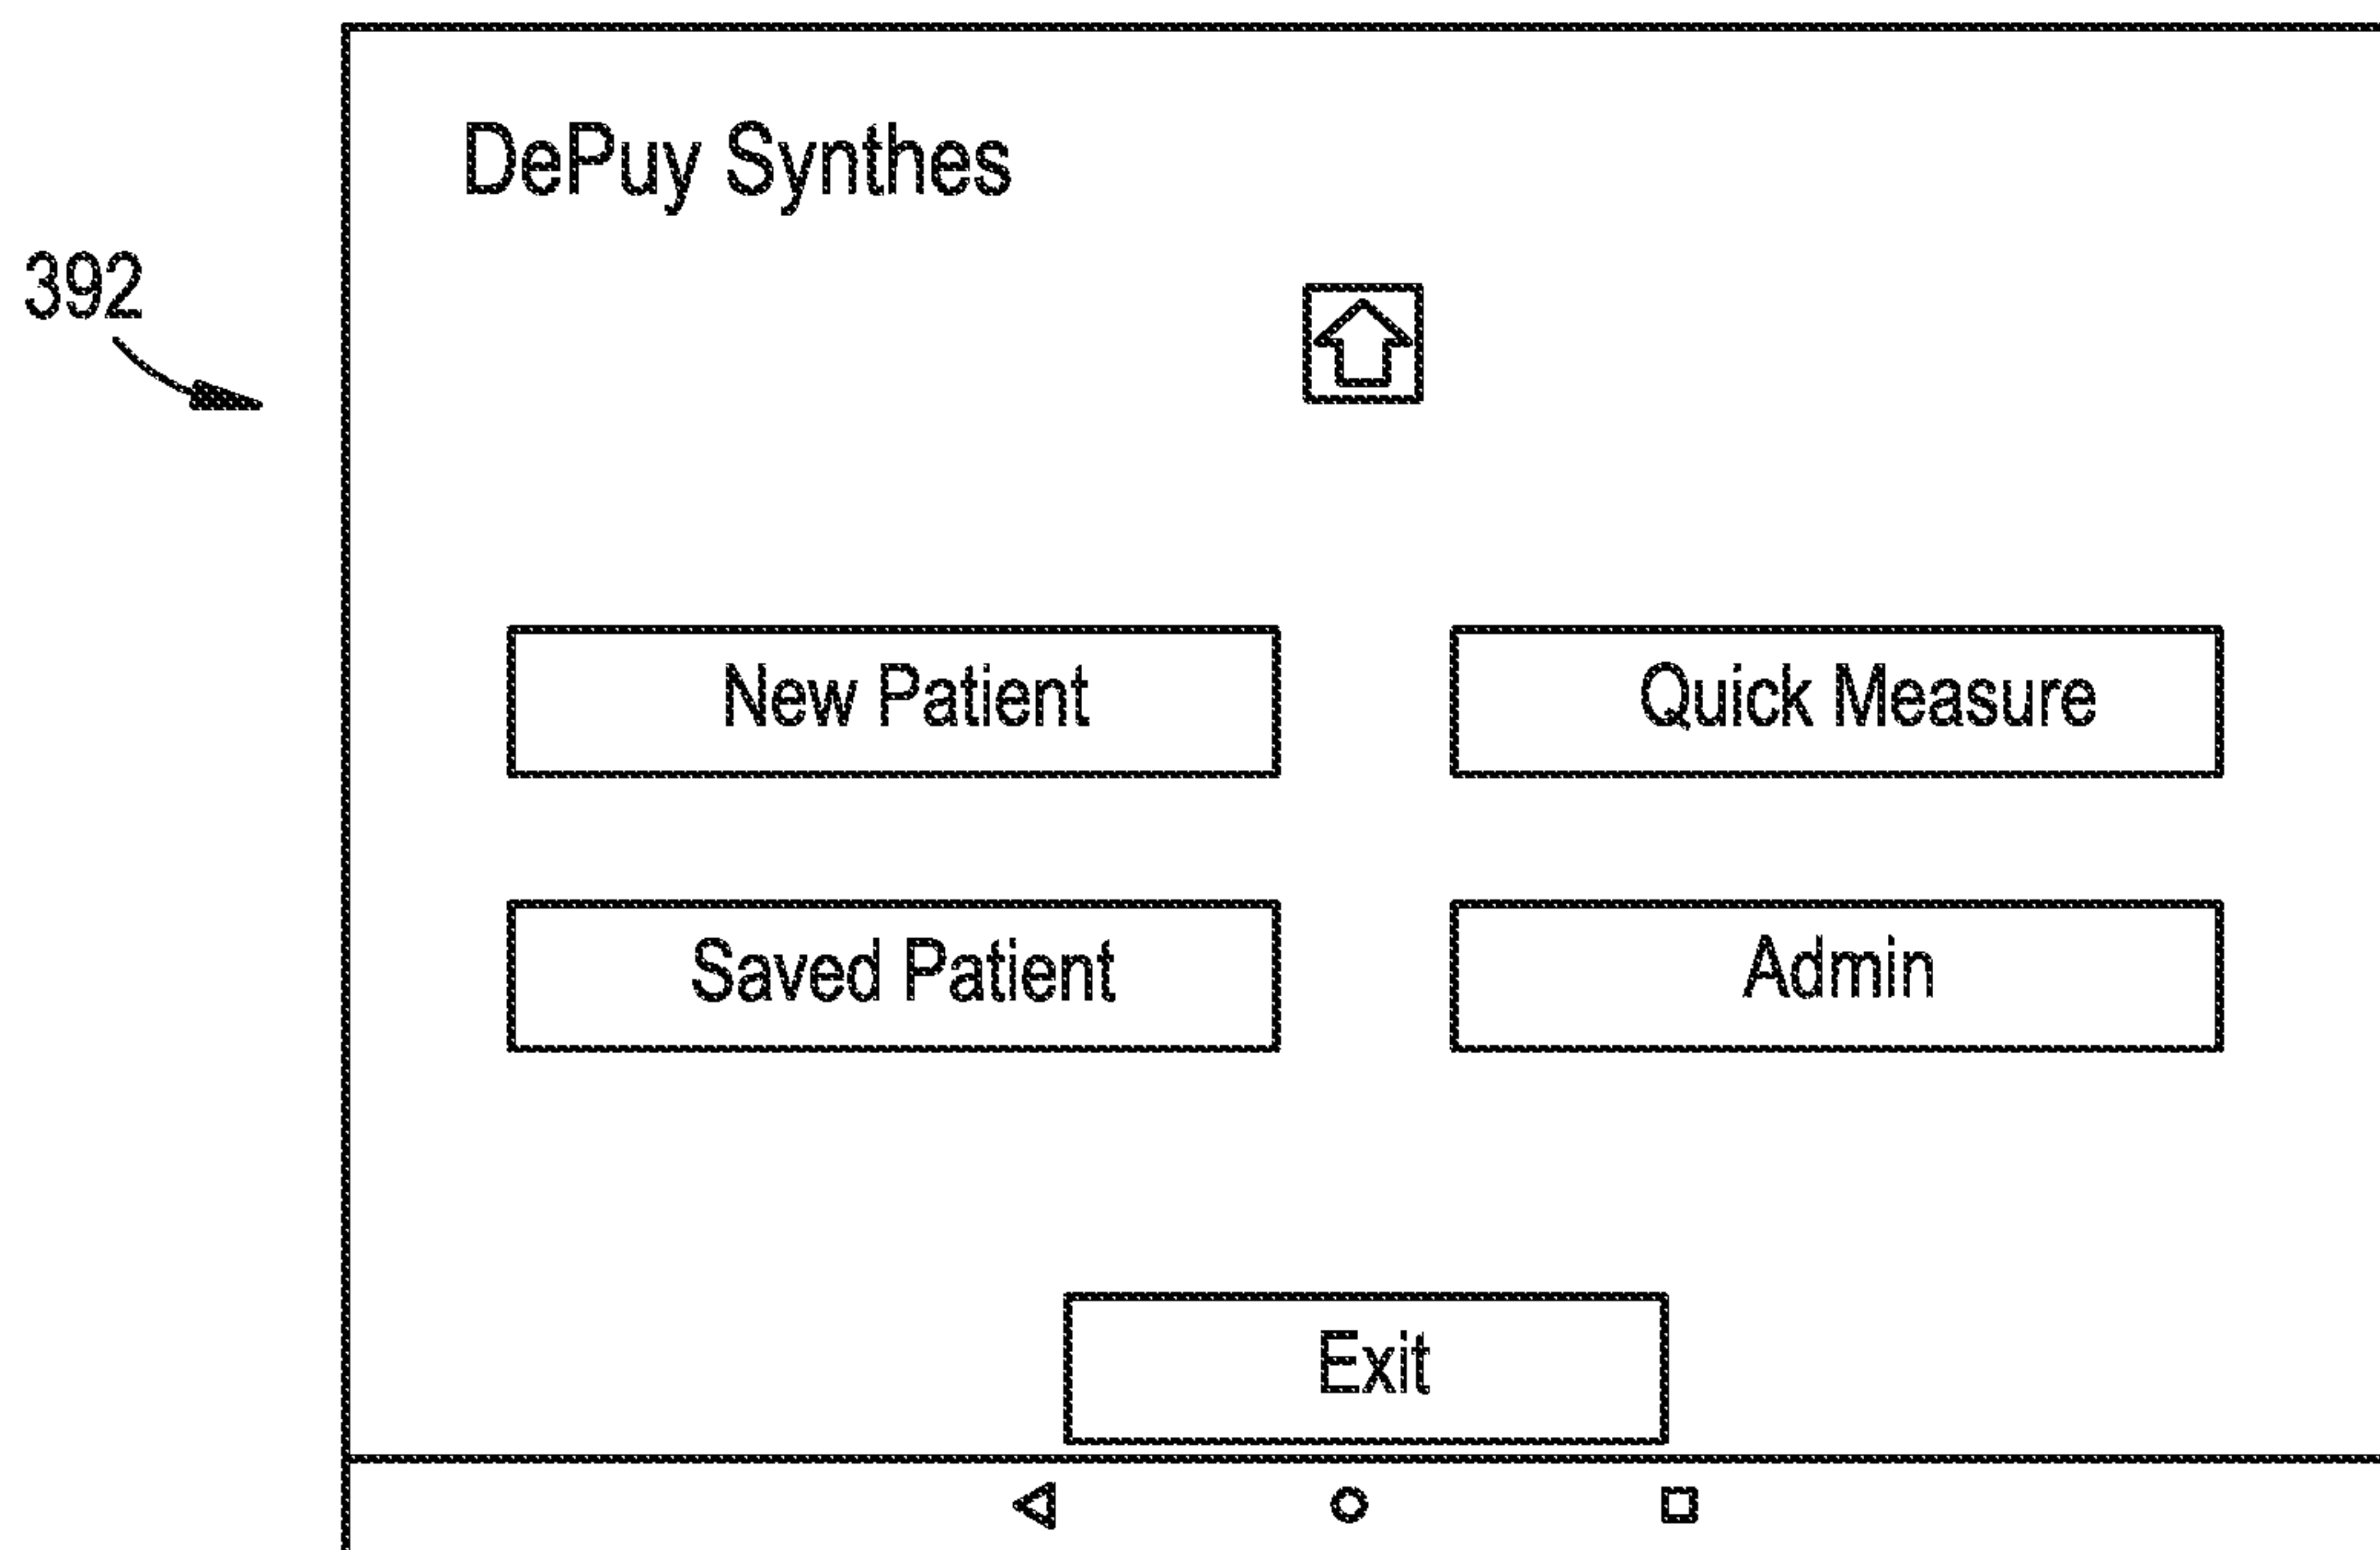 DePuy Synthes
392
New Patient
Quick Measure
Saved Patient
Admin
Exit